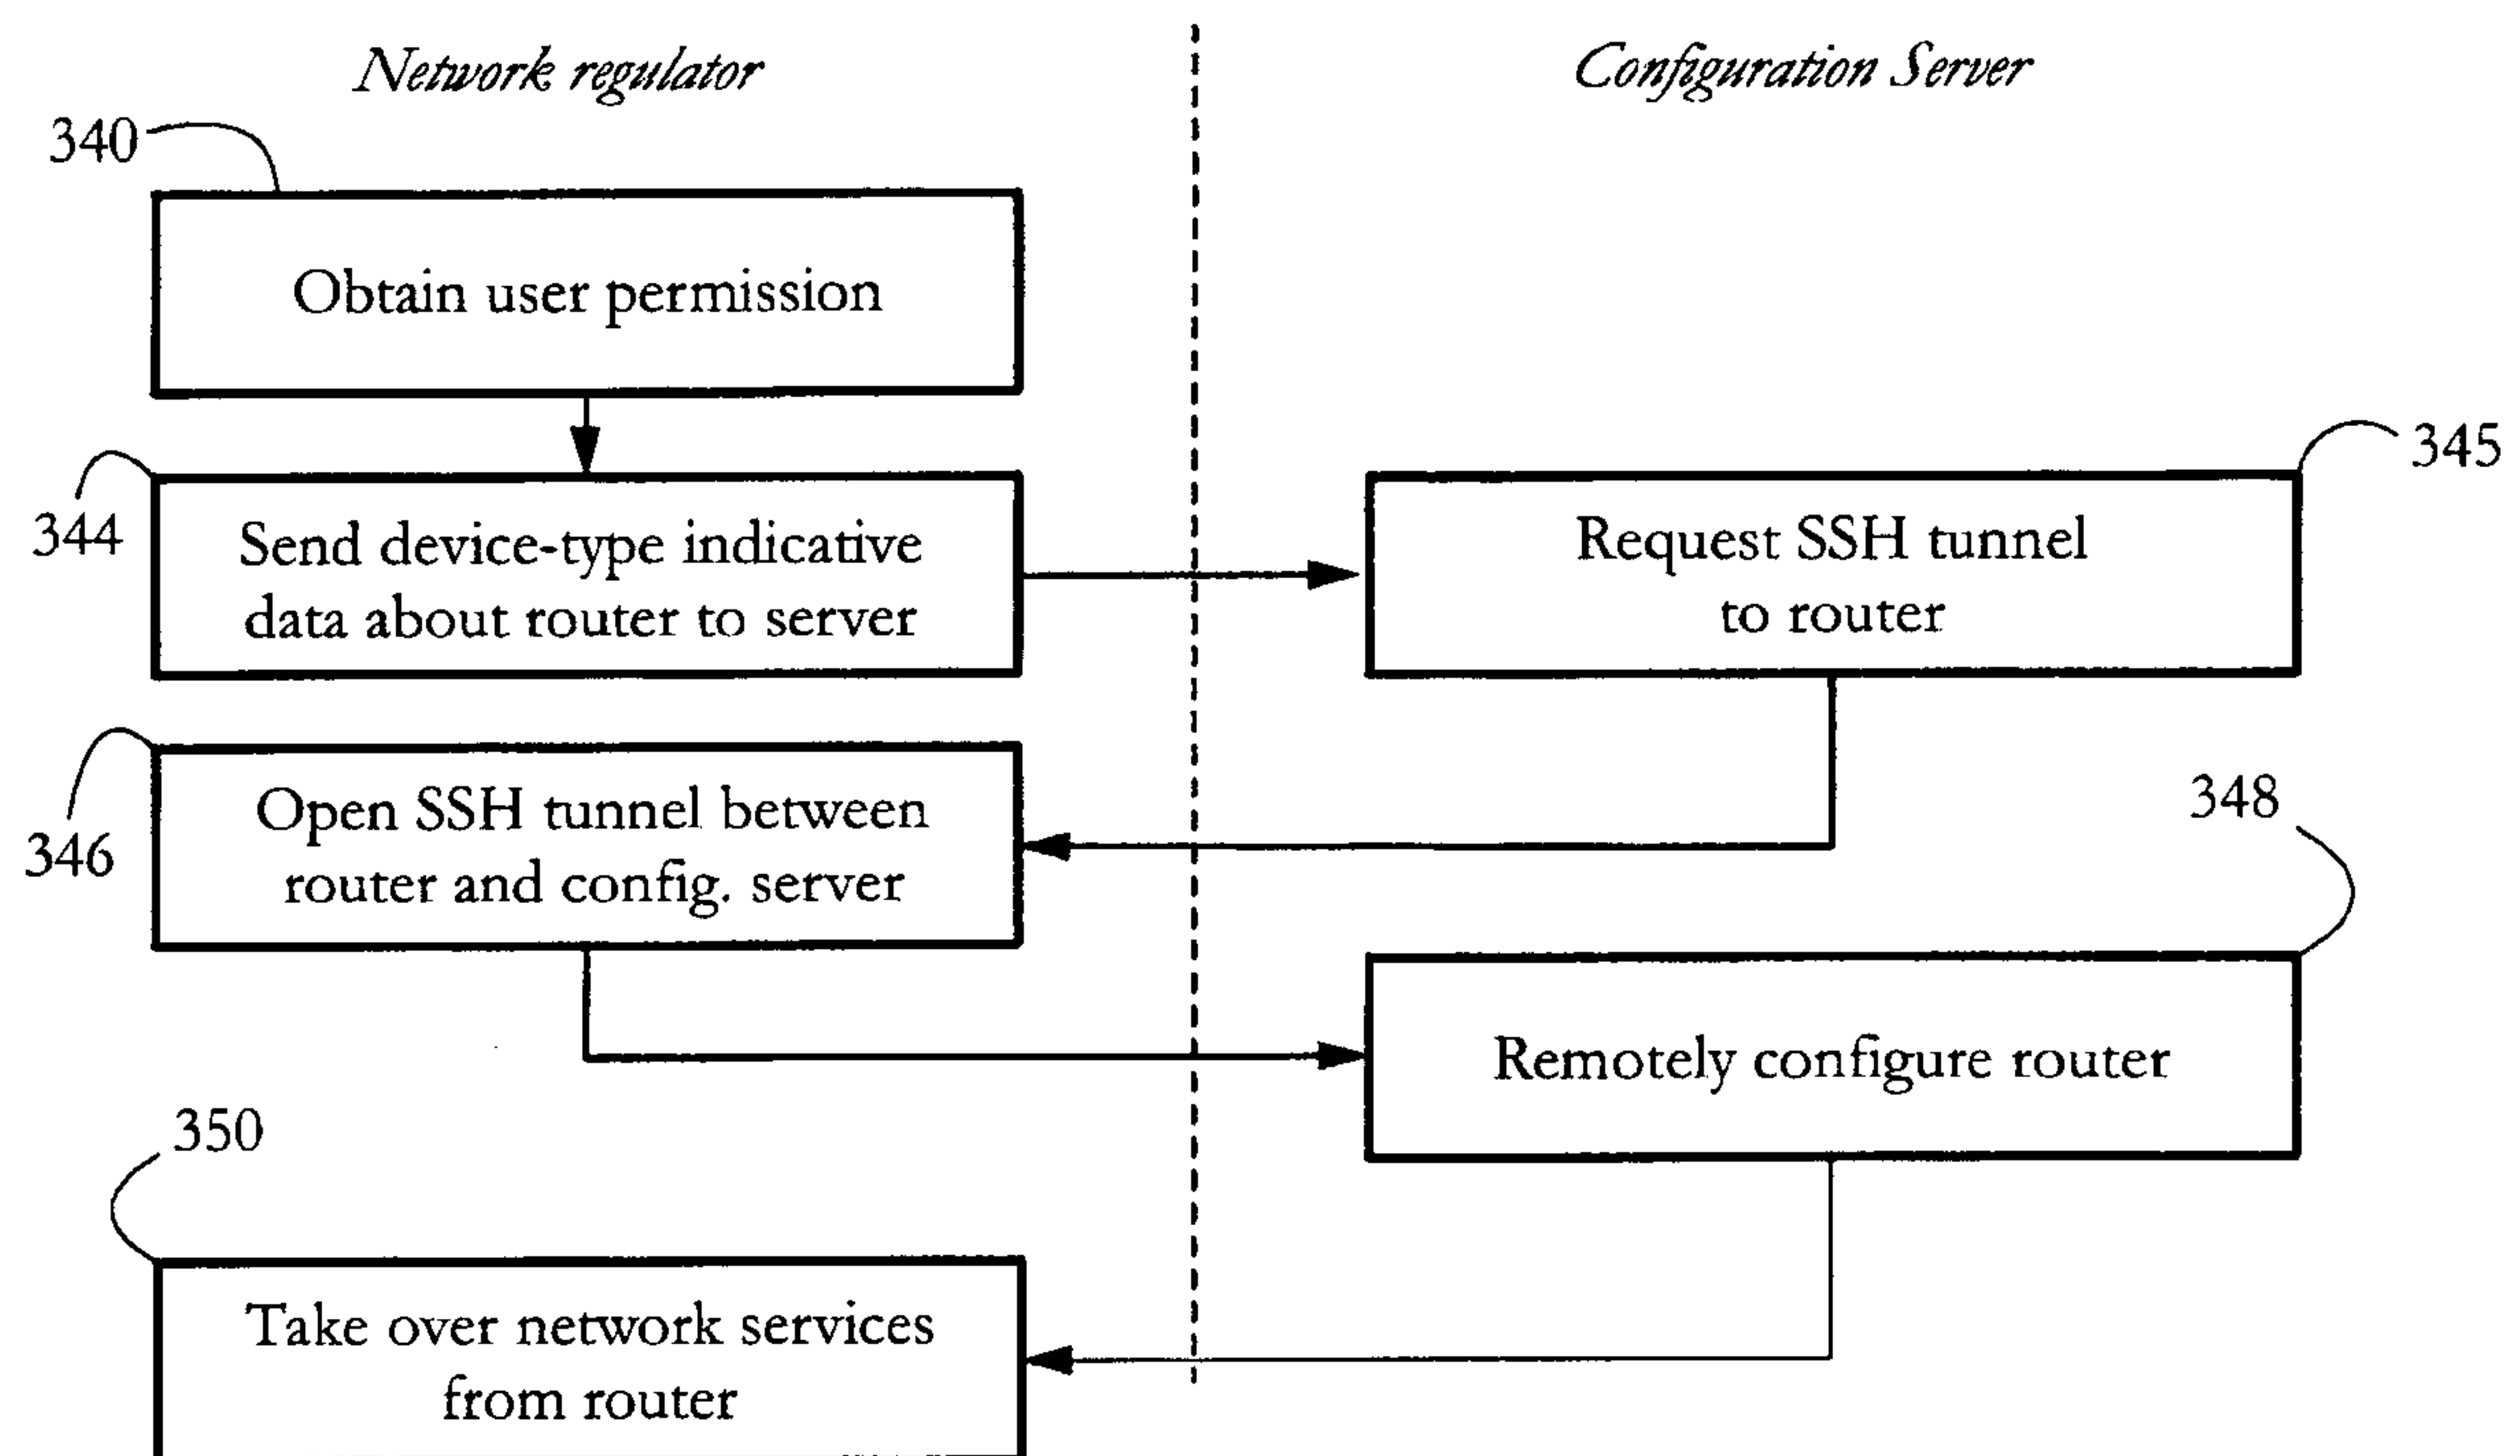 Network regulator
Configuration Server
340
Obtain user permission
344
Send device-type indicative
data about router to server
345
Request SSH tunnel
to router
346
Open SSH tunnel between
router and config. server
348
Remotely configure router
350
Take over network services
from router